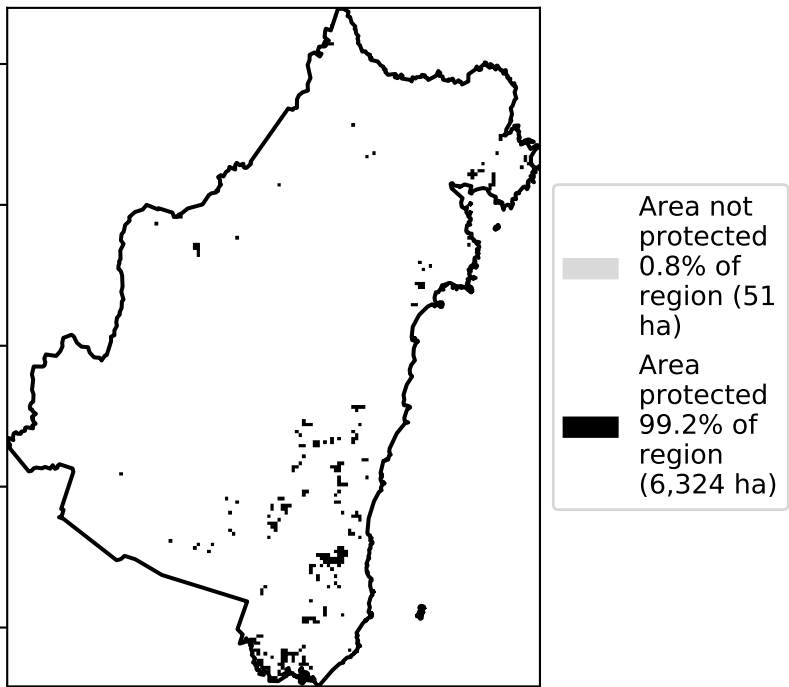 Area not
protected
0.8% of
region (51
ha)
Area
protected
99.2% of
region
(6,324 ha)